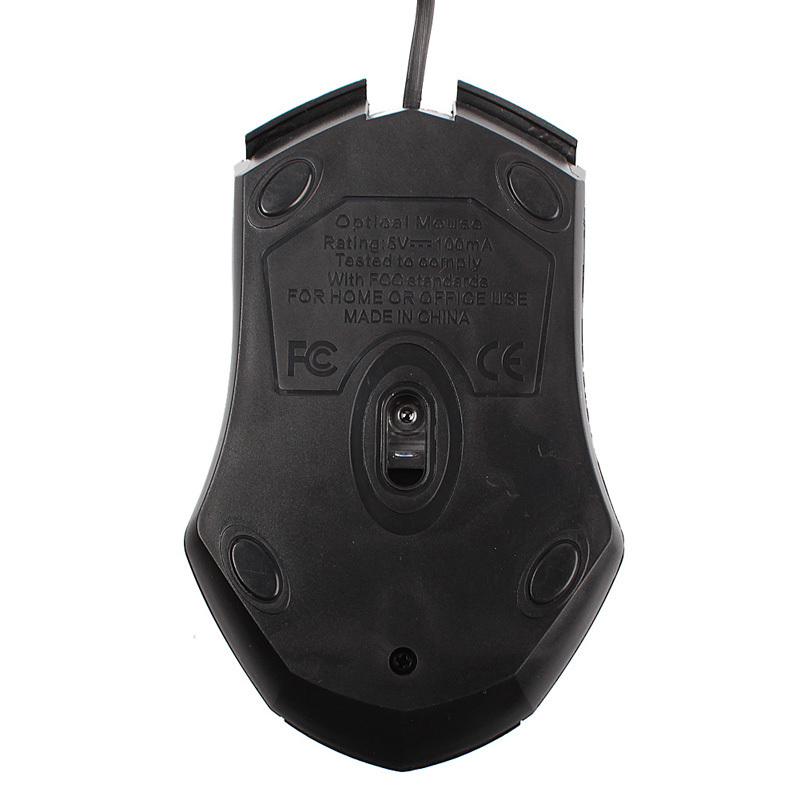 Optical Mouse
Rating:5V⎓100mA
Tested to comply
With FCC standards
FOR HOME OR OFFICE USE
MADE IN CHINA
FC CE